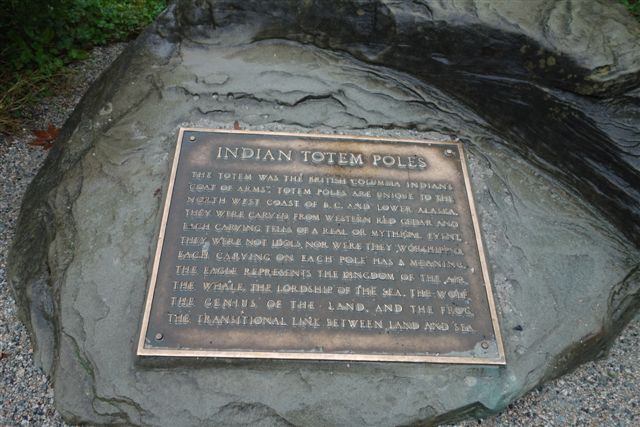 INDIAN TOTEM POLES
THE TOTEM WAS THE BRITISH COLUMBIA INDIANS
"COAT OF ARMS". TOTEM POLES ARE UNIQUE TO THE
NORTH WEST COAST OF B.C. AND LOWER ALASKA.
THEY WERE CARVED FROM WESTERN RED CEDAR AND
EACH CARVING TELLS OF A REAL OR MYTHICAL EVENT.
THEY WERE NOT IDOLS, NOR WERE THEY WORSHIPPED.
EACH CARVING ON EACH POLE HAS A MEANING.
THE EAGLE REPRESENTS THE KINGDOM OF THE AIR,
THE WHALE, THE LORDSHIP OF THE SEA, THE WOLF,
THE GENIUS OF THE LAND, AND THE FROG,
THE TRANSITIONAL LINK BETWEEN LAND AND SEA.